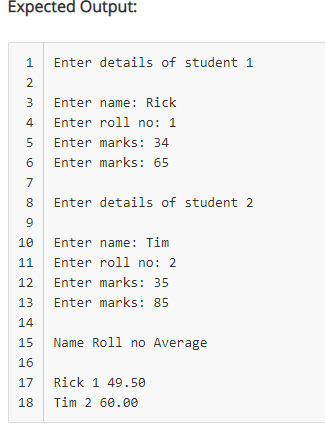 Expected Output:
1 Enter details of student 1
2
3 Enter name: Rick
4 Enter roll no: 1
5 Enter marks: 34
6 Enter marks: 65
7
8 Enter details of student 2
9
10 Enter name: Tim
11 Enter roll no: 2
12 Enter marks: 35
13 Enter marks: 85
14
15 Name Roll no Average
16
17 Rick 1 49.50
18 Tim 2 60.00